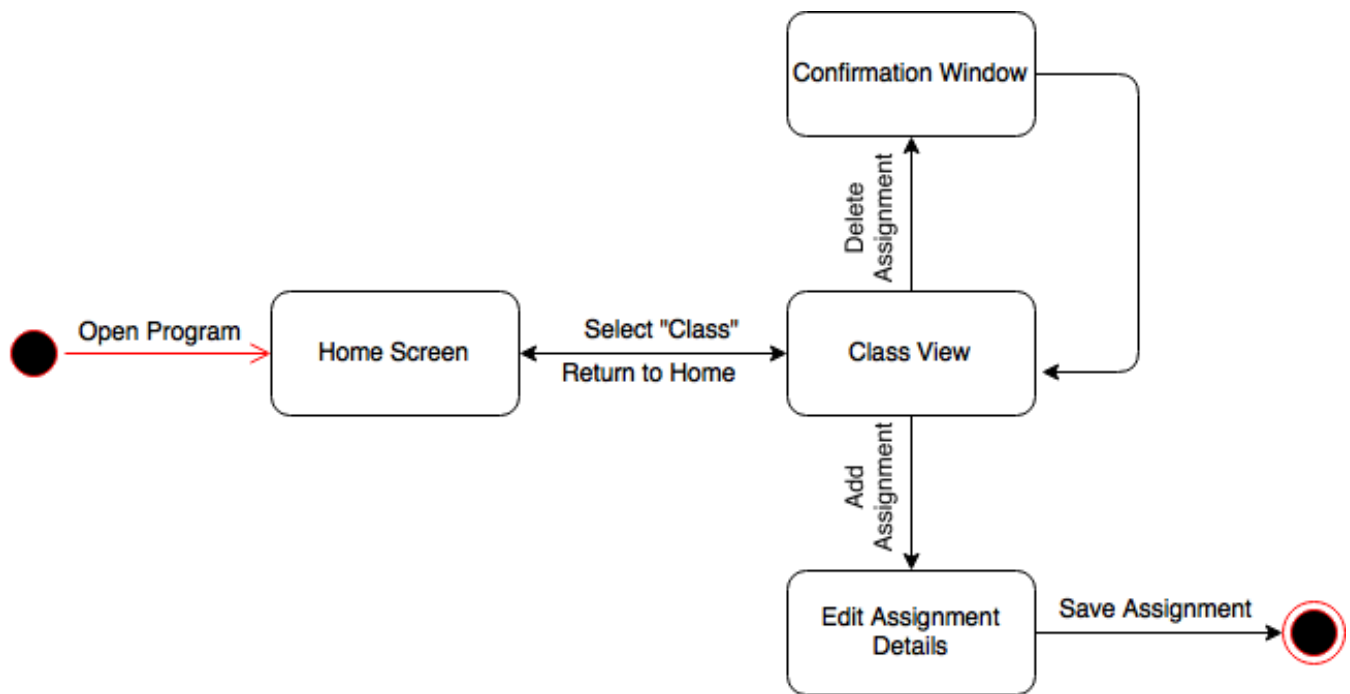 Confirmation Window
Delete
Assignment
Open Program
Home Screen
Select "Class"
Return to Home
Class View
Add
Assignment
Edit Assignment
Details
Save Assignment